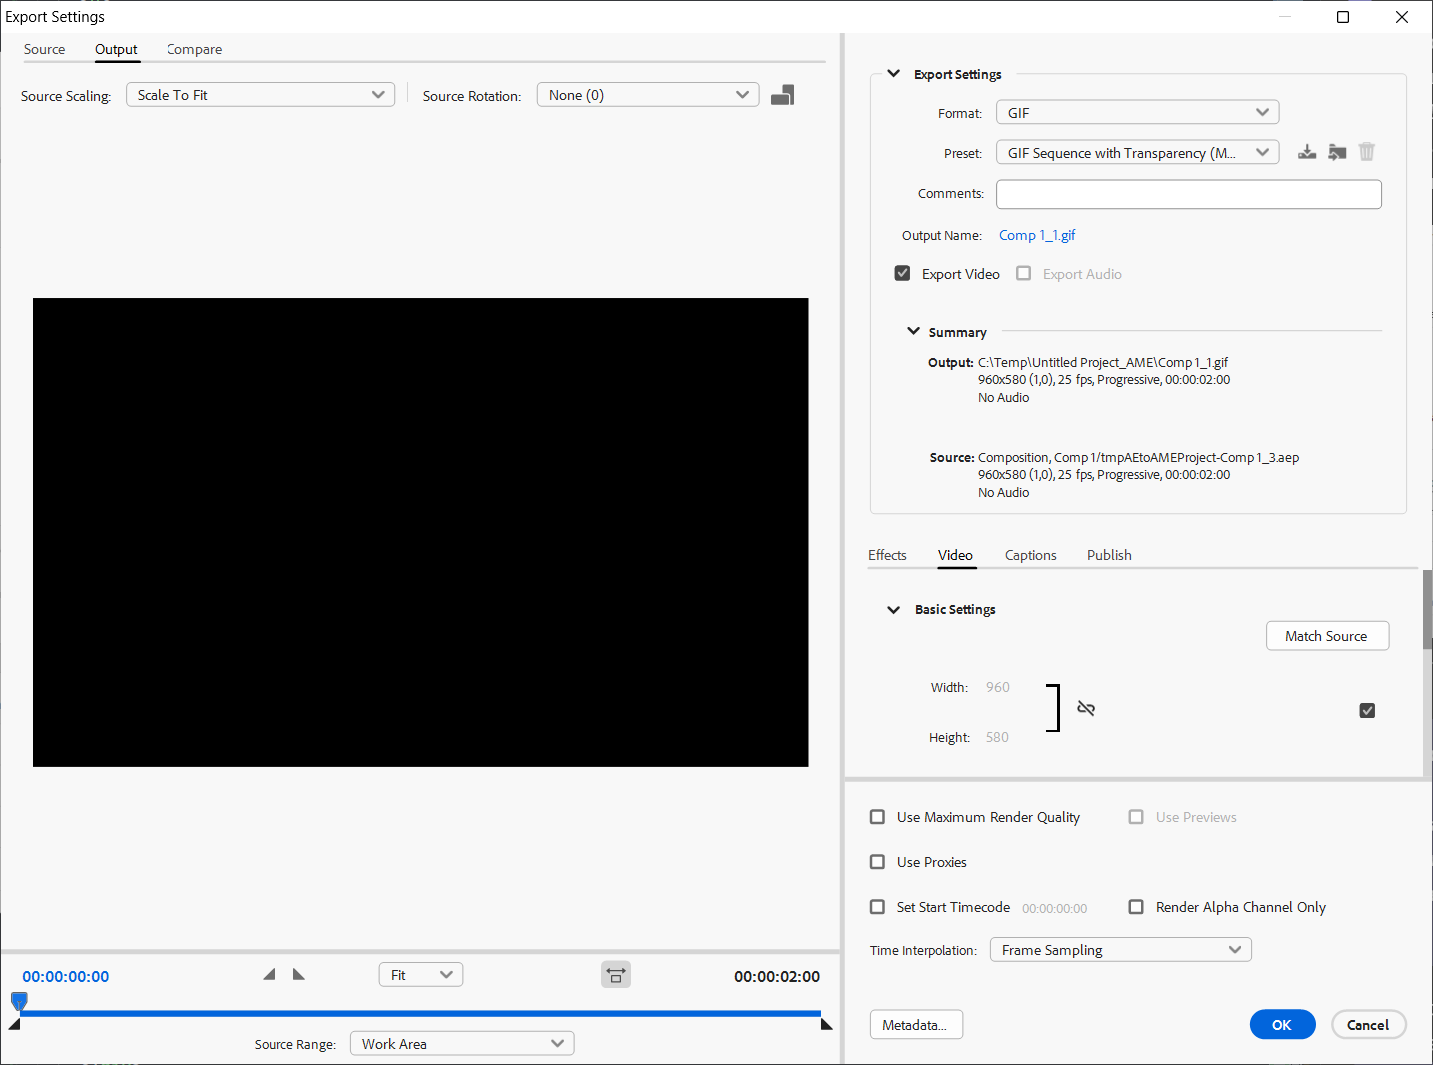 Export Settings
Source Output Compare
Source Scaling: Scale To Fit Source Rotation: None (0)
Export Settings
Format: GIF
Preset: GIF Sequence with Transparency (M...
Comments:
Output Name: Comp 1_1.gif
Export Video Export Audio
Summary
Output: C:\Temp\Untitled Project_AME\Comp 1_1.gif
960x580 (1,0), 25 fps, Progressive, 00:00:02:00
No Audio
Source: Composition, Comp 1/tmpAEtoAMEProject-Comp 1_3.aep
960x580 (1,0), 25 fps, Progressive, 00:00:02:00
No Audio
Effects Video Captions Publish
Basic Settings
Match Source
Width: 960
Height: 580
Use Maximum Render Quality Use Previews
Use Proxies
Set Start Timecode 00:00:00:00 Render Alpha Channel Only
Time Interpolation: Frame Sampling
00:00:00:00 Fit 00:00:02:00
Source Range: Work Area
Metadata... OK Cancel